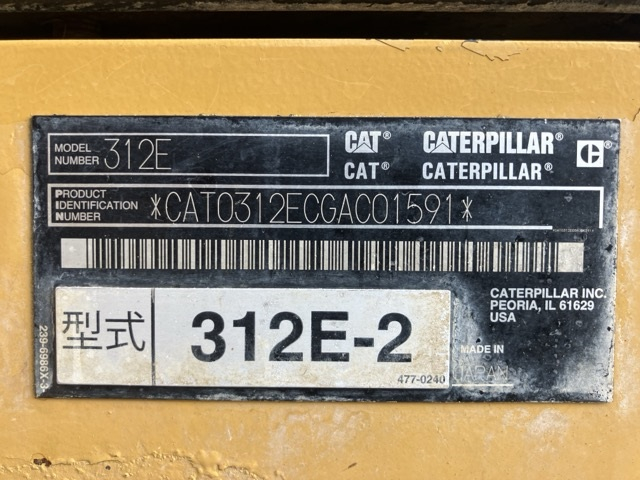 MODEL NUMBER 312E
CAT® CATERPILLAR®
CAT® CATERPILLAR®
PRODUCT IDENTIFICATION NUMBER *CAT0312ECGAC01591*
CATERPILLAR INC.
PEORIA, IL 61629
USA
型式 312E-2
477-0240
MADE IN
JAPAN
239-6986X-3